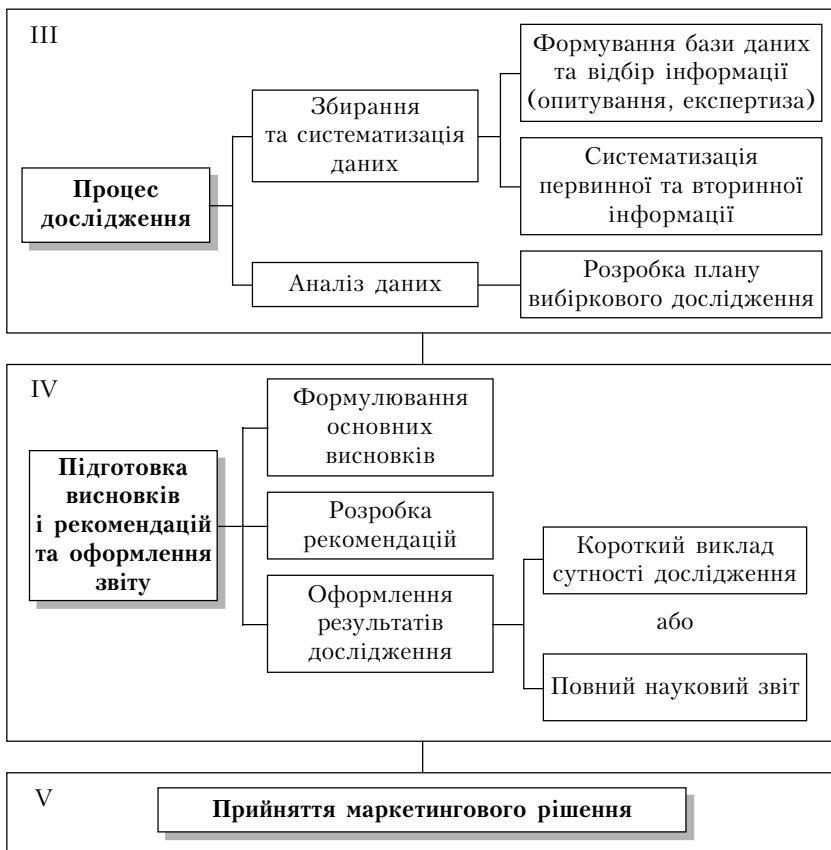 III
Процес
дослідження
Збирання
та систематизація
даних
Формування бази даних
та відбір інформації
(опитування, експертиза)
Систематизація
первинної та вторинної
інформації
Аналіз даних
Розробка плану
вибіркового дослідження
IV
Підготовка
висновків
і рекомендацій
та оформлення
звіту
Формулювання
основних
висновків
Розробка
рекомендацій
Оформлення
результатів
дослідження
Короткий виклад
сутності дослідження
або
Повний науковий звіт
V
Прийняття маркетингового рішення